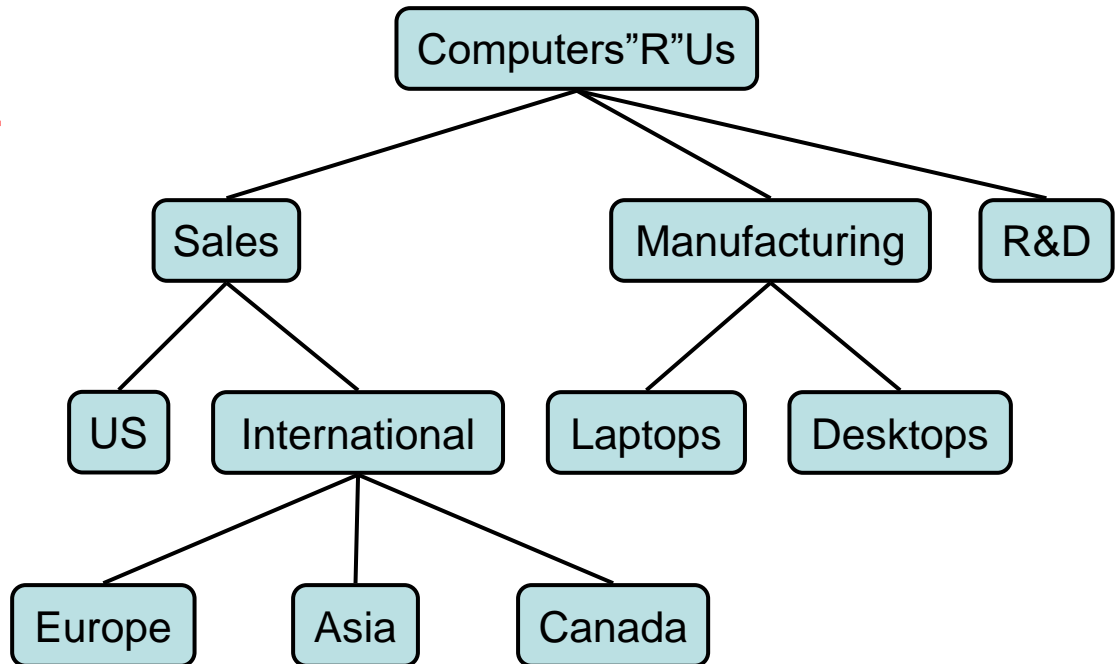 Computers”R”Us
Sales
Manufacturing
R&D
US
International
Laptops
Desktops
Europe
Asia
Canada